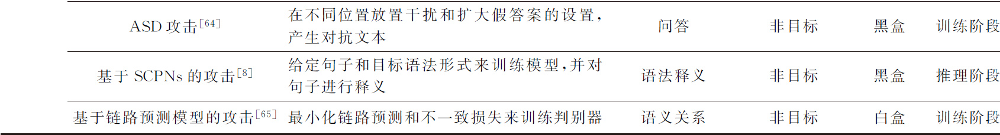 ASD 攻击[64] 在不同位置放置干扰和扩大假答案的设置，产生对抗文本 问答 非目标 黑盒 训练阶段
基于 SCPNs 的攻击[8] 给定句子和目标语法形式来训练模型，并对句子进行释义 语法释义 非目标 黑盒 推理阶段
基于链路预测模型的攻击[65] 最小化链路预测和不一致损失来训练判别器 语义关系 非目标 白盒 训练阶段